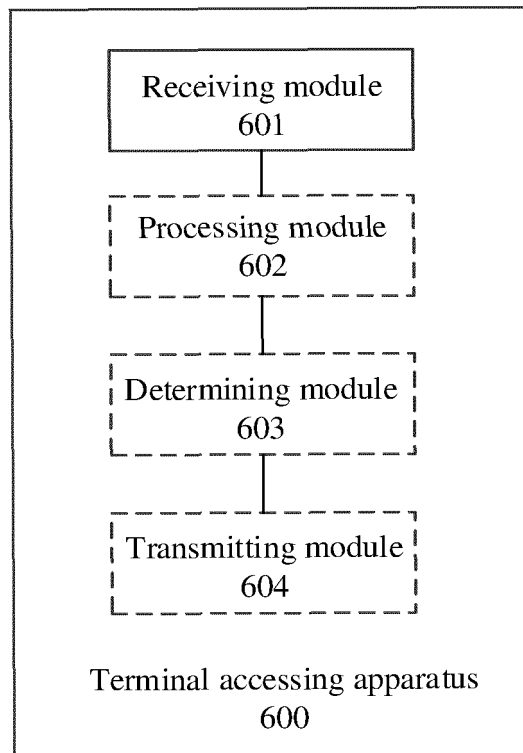 Receiving module
601
Processing module
602
Determining module
603
Transmitting module
604
Terminal accessing apparatus
600